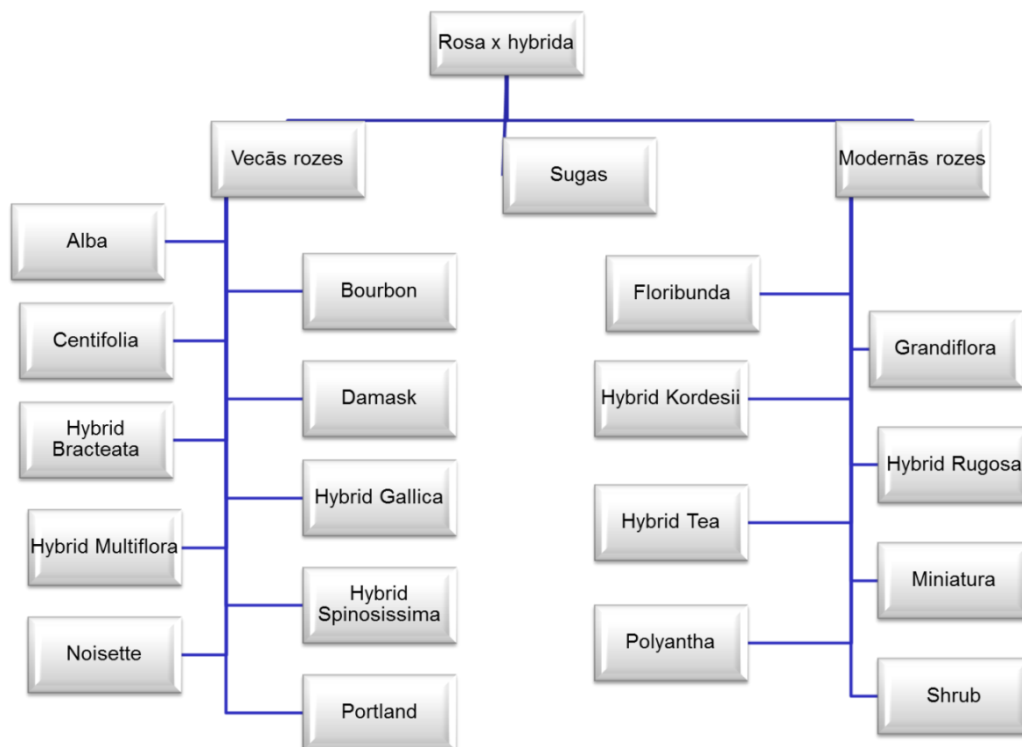 Rosa x hybrida
Vecās rozes
Sugas
Modernās rozes
Alba
Bourbon
Centifolia
Damask
Hybrid
Bracteata
Hybrid Gallica
Hybrid Multiflora
Hybrid
Spinosissima
Noisette
Portland
Floribunda
Grandiflora
Hybrid Kordesii
Hybrid Rugosa
Hybrid Tea
Miniatura
Polyantha
Shrub